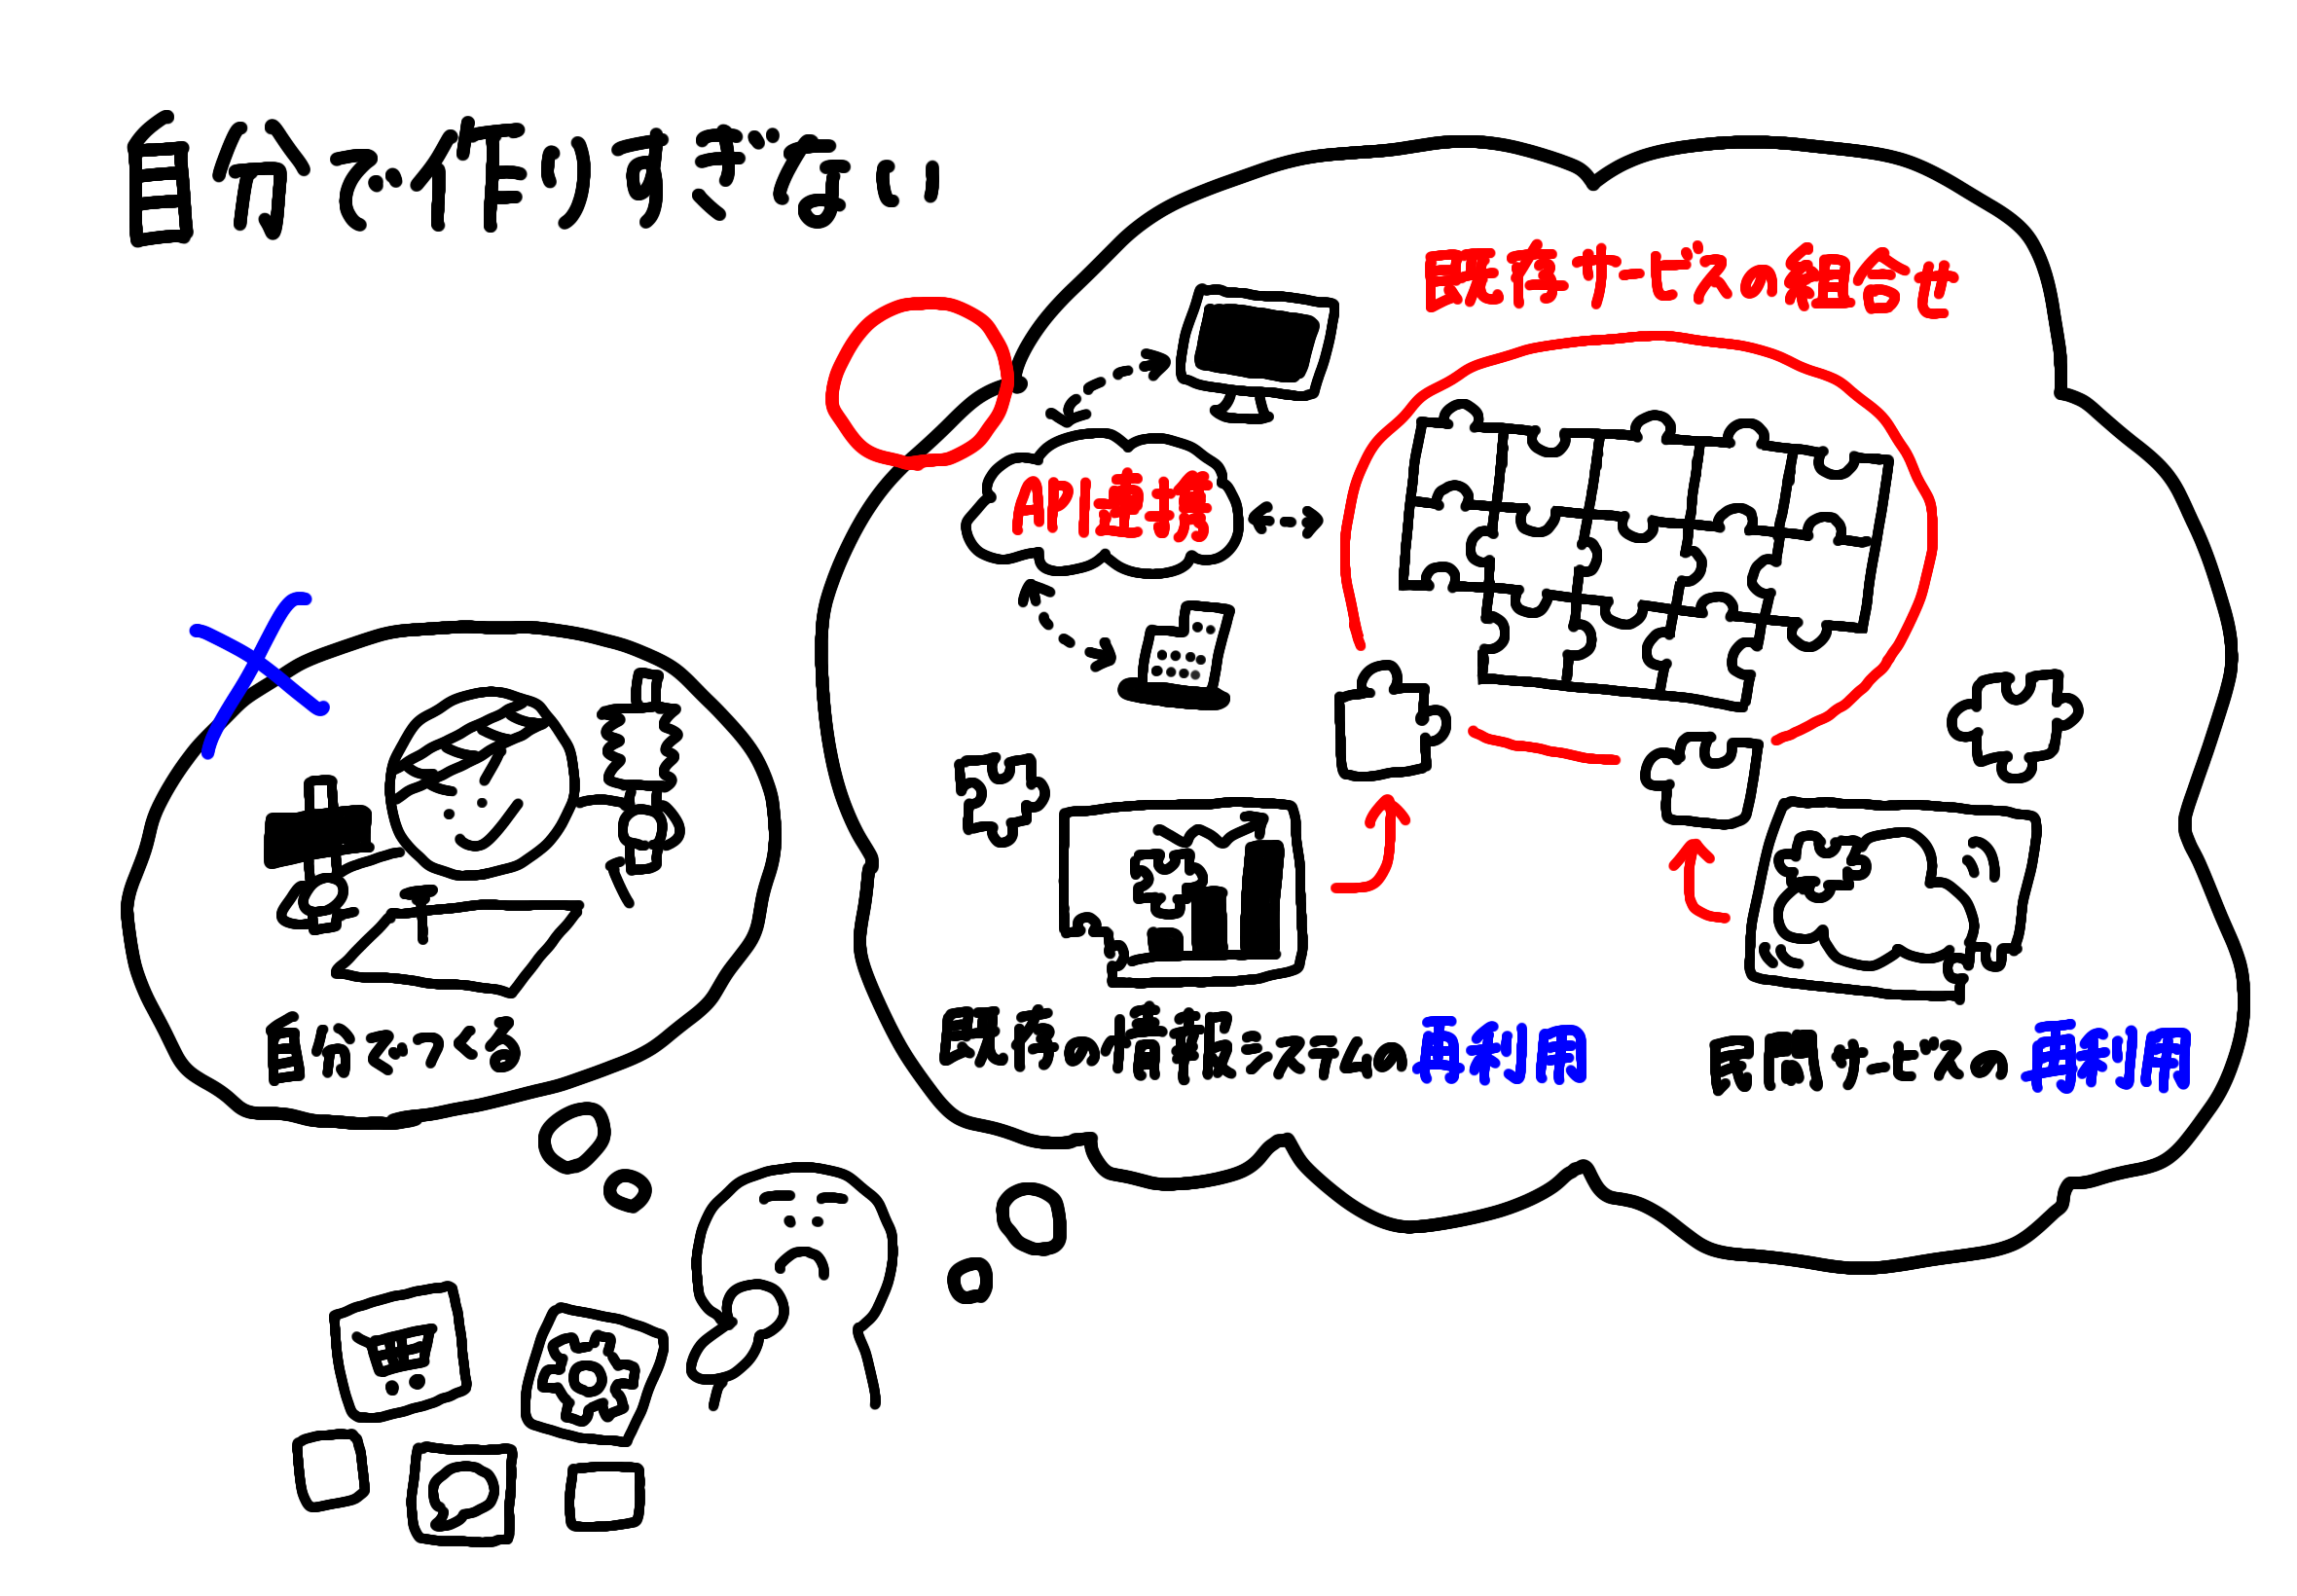 自分で作りすぎない
既存サービスの組合せ
API連携
自分でつくる
既存の情報システムの再利用
民間サービスの再利用